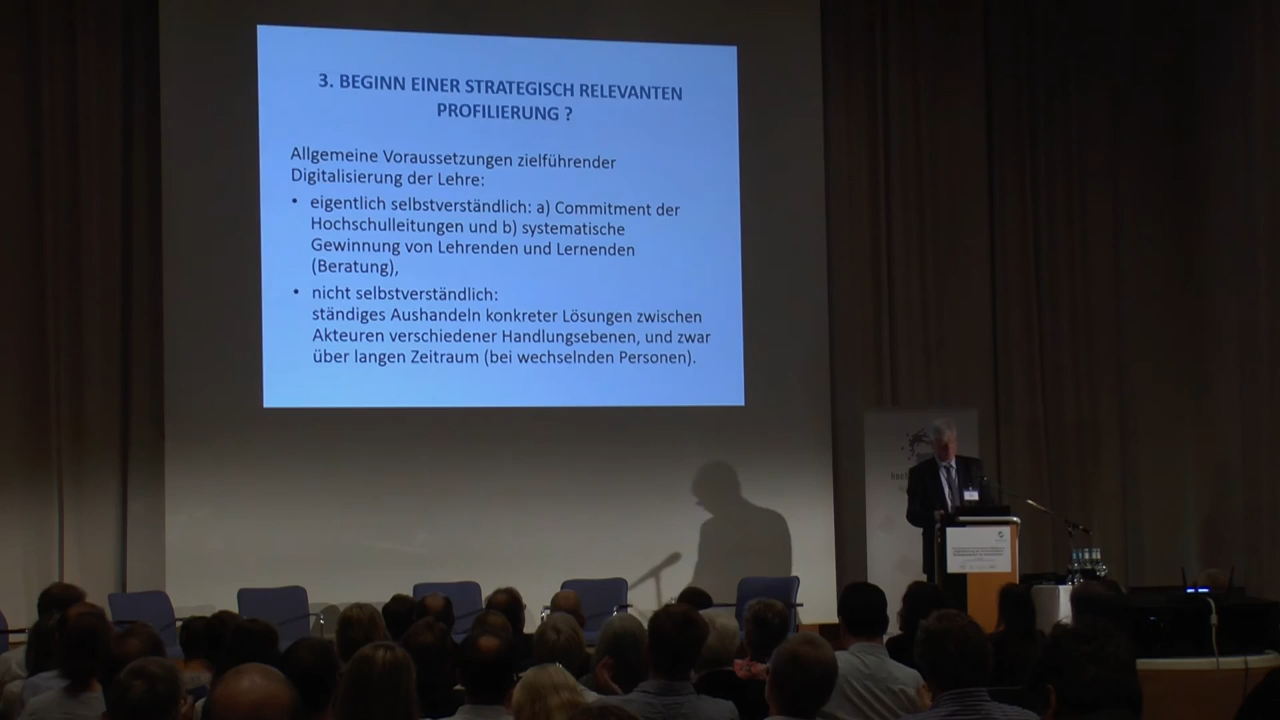 3. BEGINN EINER STRATEGISCH RELEVANTEN
PROFILIERUNG ?
Allgemeine Voraussetzungen zielführender
Digitalisierung der Lehre:
• eigentlich selbstverständlich: a) Commitment der
Hochschulleitungen und b) systematische
Gewinnung von Lehrenden und Lernenden
(Beratung),
• nicht selbstverständlich:
ständiges Aushandeln konkreter Lösungen zwischen
Akteuren verschiedener Handlungsebenen, und zwar
über langen Zeitraum (bei wechselnden Personen).